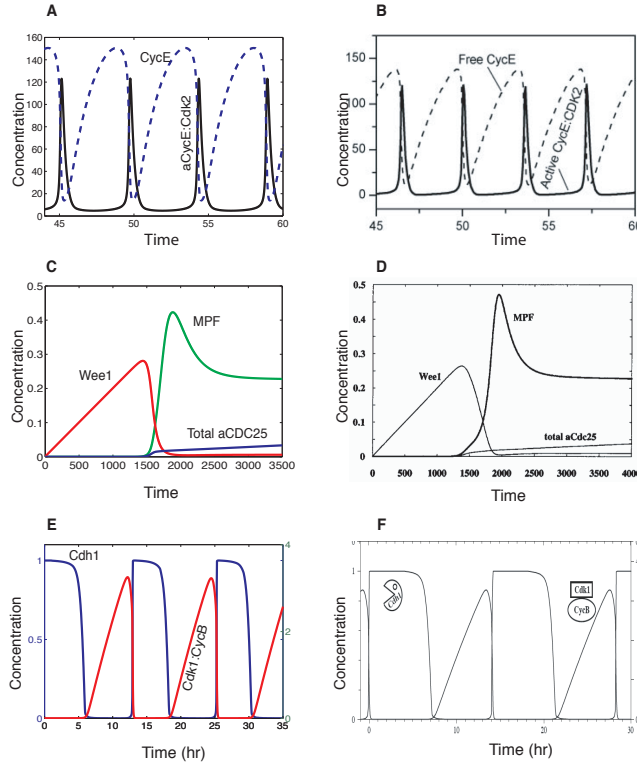 A
B
Concentration
160
140
120
100
80
60
40
20
0
CycE
aCycE:Cdk2
45
50
55
60
Time
Concentration
150
100
50
0
Free CycE
Active CycE:CDK2
45
50
55
60
Time
C
D
Concentration
0.5
0.4
0.3
0.2
0.1
0
MPF
Wee1
Total aCDC25
0
500
1000
1500
2000
2500
3000
3500
Time
Concentration
0.5
0.4
0.3
0.2
0.1
0
MPF
Wee1
total aCdc25
0
500
1000
1500
2000
2500
3000
3500
4000
Time
E
F
Concentration
1
0.5
0
Cdh1
Cdk1:CycB
4
2
0
0
5
10
15
20
25
30
35
Time (hr)
Concentration
1
0
Cdh1
Cdk1
CycB
0
10
20
30
Time (hr)